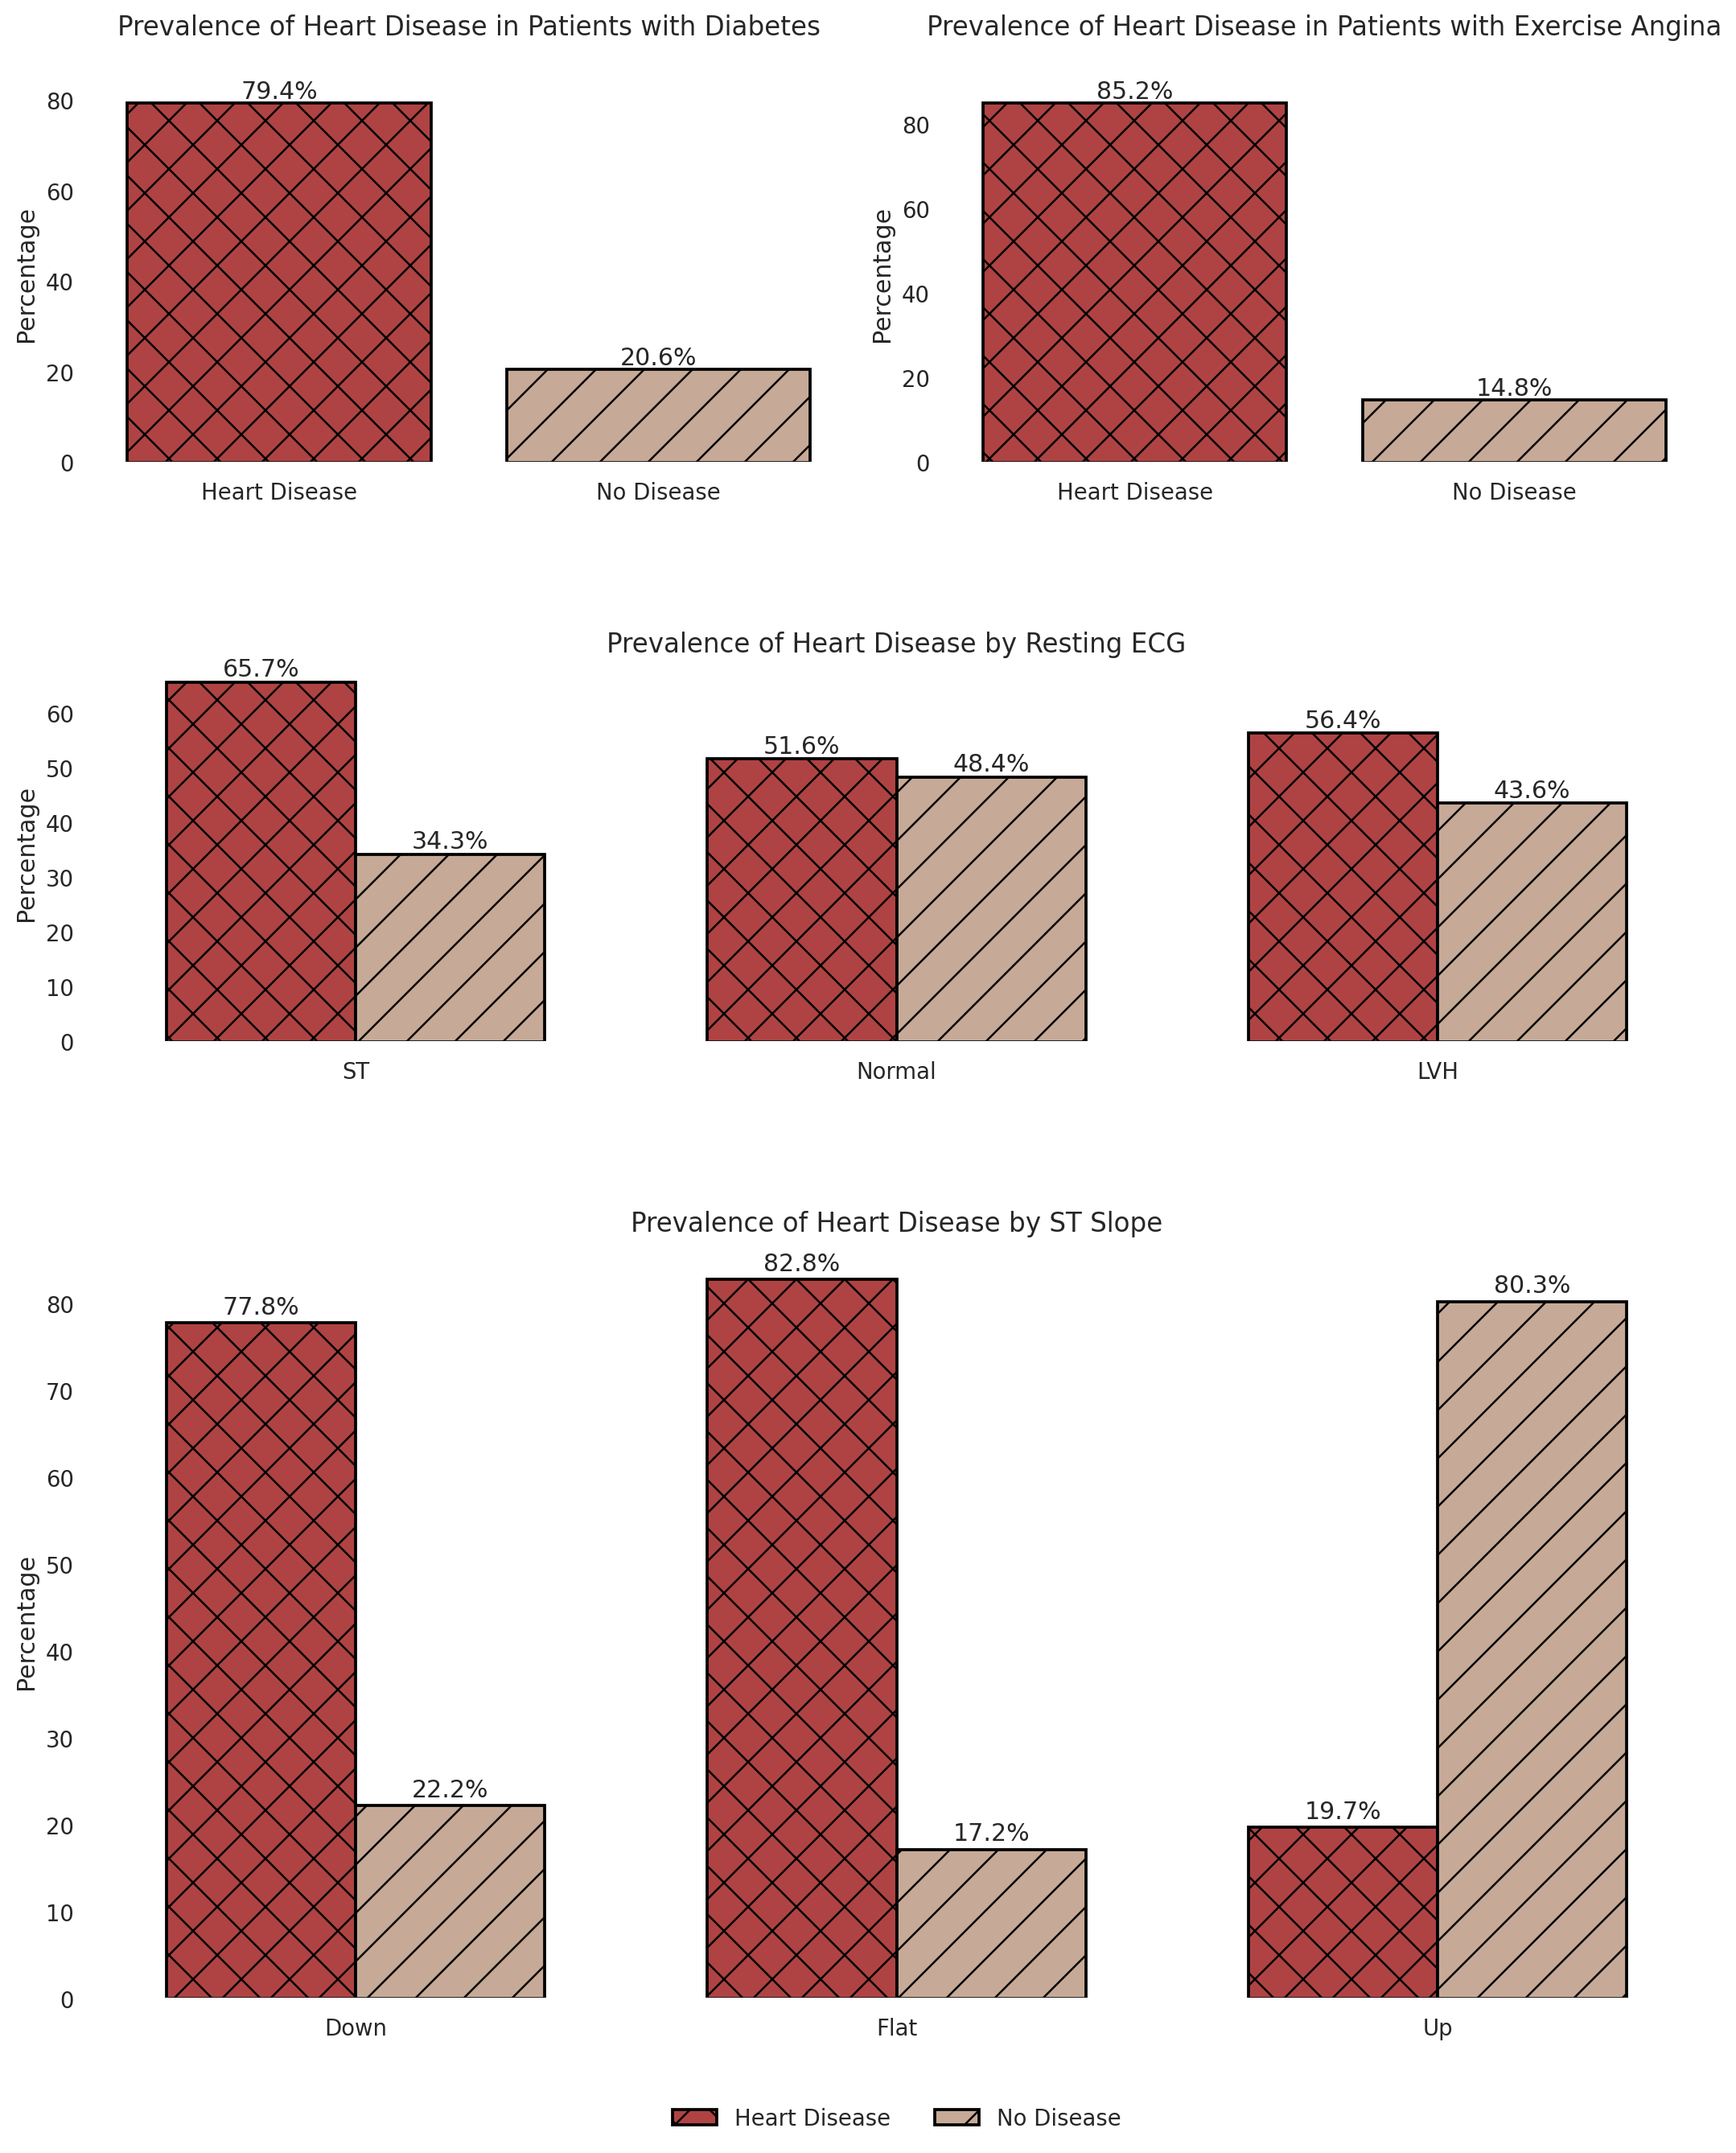 Prevalence of Heart Disease in Patients with Diabetes
79.4%
20.6%
80
60
40
20
0
Percentage
Heart Disease
No Disease
Prevalence of Heart Disease in Patients with Exercise Angina
85.2%
14.8%
80
60
40
20
0
Percentage
Heart Disease
No Disease
Prevalence of Heart Disease by Resting ECG
65.7%
34.3%
51.6%
48.4%
56.4%
43.6%
60
50
40
30
20
10
0
Percentage
ST
Normal
LVH
Prevalence of Heart Disease by ST Slope
77.8%
22.2%
82.8%
17.2%
19.7%
80.3%
80
70
60
50
40
30
20
10
0
Percentage
Down
Flat
Up
Heart Disease
No Disease